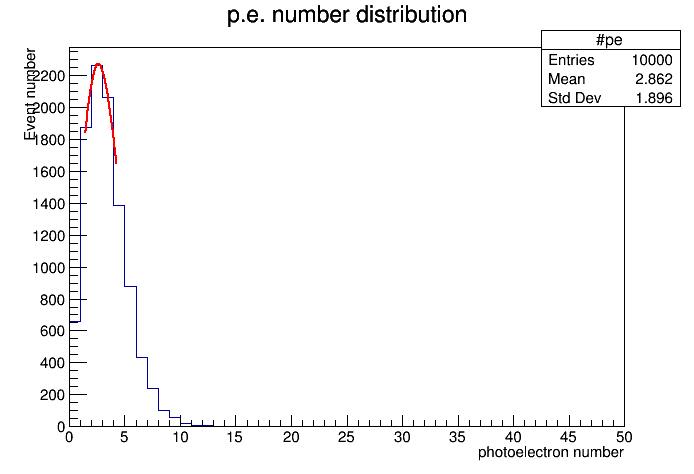 p.e. number distribution
#pe
Entries 10000
Mean 2.862
Std Dev 1.896
Event number
2200
2000
1800
1600
1400
1200
1000
800
600
400
200
0
0 5 10 15 20 25 30 35 40 45 50
photoelectron number